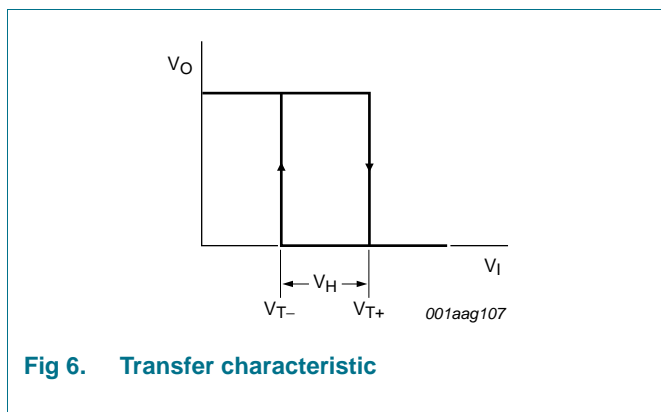 VO
VI
VH
VT−
VT+
001aag107
Fig 6. Transfer characteristic